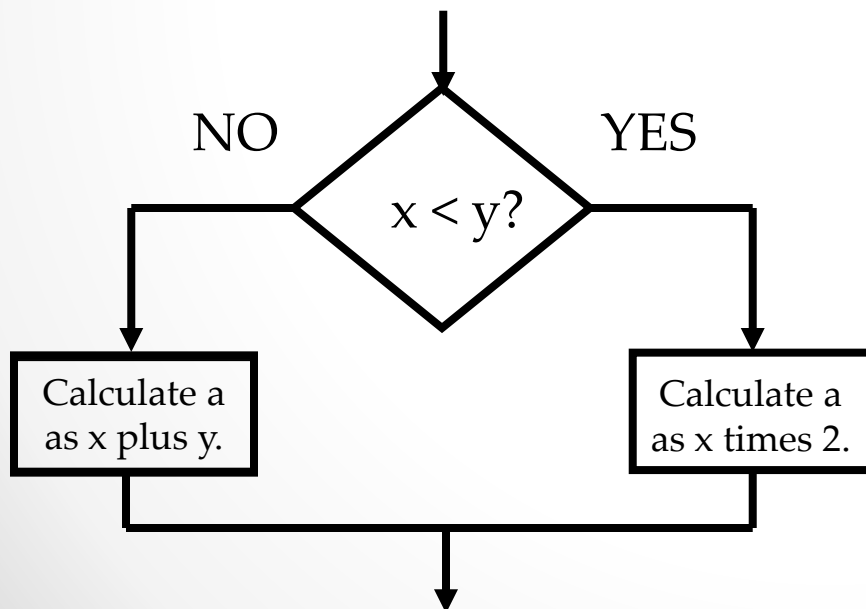 NO
YES
x < y?
Calculate a
as x plus y.
Calculate a
as x times 2.